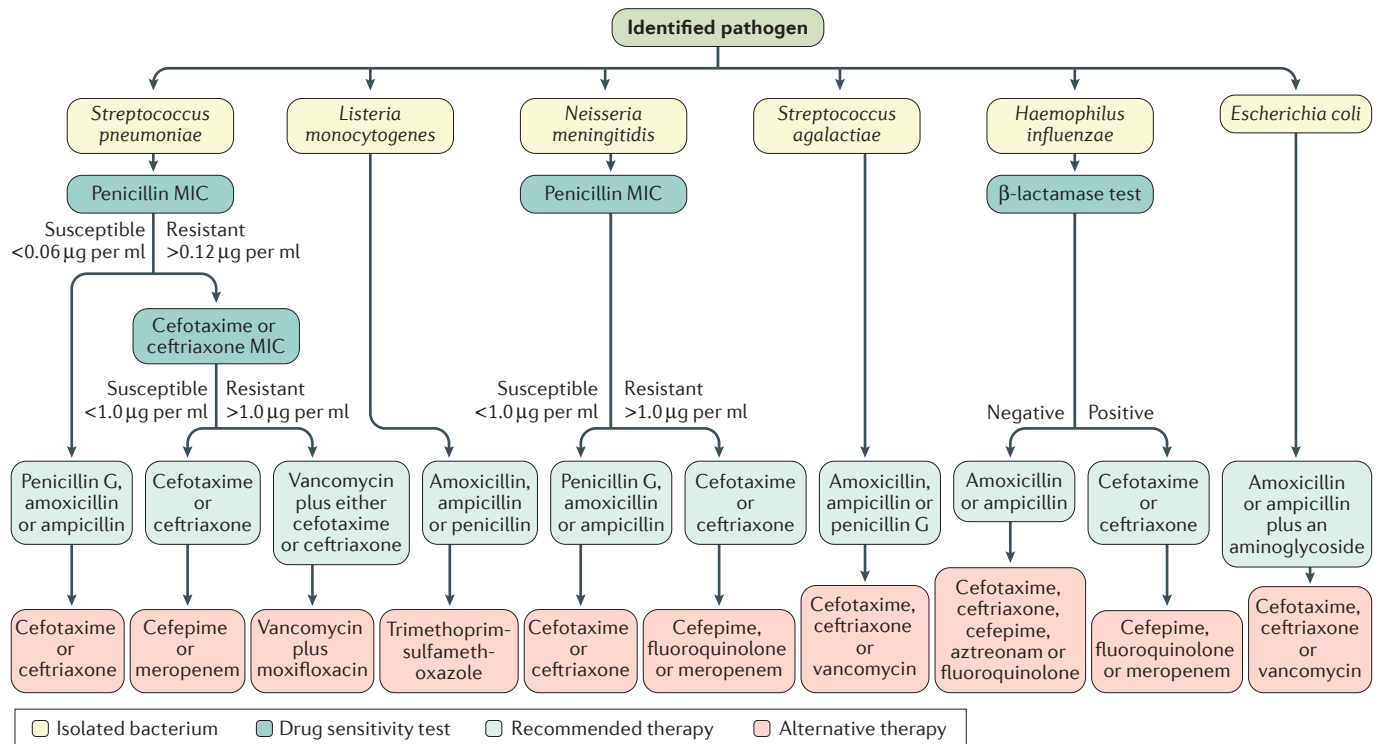 Identified pathogen
Streptococcus
pneumoniae
Listeria
monocytogenes
Neisseria
meningitidis
Streptococcus
agalactiae
Haemophilus
influenzae
Escherichia coli
Penicillin MIC
Penicillin MIC
β-lactamase test
Susceptible
<0.06 μg per ml
Resistant
>0.12 μg per ml
Cefotaxime or
ceftriaxone MIC
Susceptible
<1.0 μg per ml
Resistant
>1.0 μg per ml
Susceptible
<1.0 μg per ml
Resistant
>1.0 μg per ml
Negative
Positive
Penicillin G,
amoxicillin
or ampicillin
Cefotaxime
or
ceftriaxone
Vancomycin
plus either
cefotaxime
or ceftriaxone
Amoxicillin,
ampicillin
or penicillin
Penicillin G,
amoxicillin
or ampicillin
Cefotaxime
or
ceftriaxone
Amoxicillin,
ampicillin or
penicillin G
Amoxicillin
or ampicillin
Cefotaxime
or
ceftriaxone
Amoxicillin
or ampicillin
plus an
aminoglycoside
Cefotaxime
or
ceftriaxone
Cefepime
or
meropenem
Vancomycin
plus
moxifloxacin
Trimethoprim-
sulfameth-
oxazole
Cefotaxime
or
ceftriaxone
Cefepime,
fluoroquinolone
or meropenem
Cefotaxime,
ceftriaxone
or
vancomycin
Cefotaxime,
ceftriaxone,
cefepime,
aztreonam or
fluoroquinolone
Cefepime,
fluoroquinolone
or meropenem
Cefotaxime,
ceftriaxone
or
vancomycin
Isolated bacterium
Drug sensitivity test
Recommended therapy
Alternative therapy